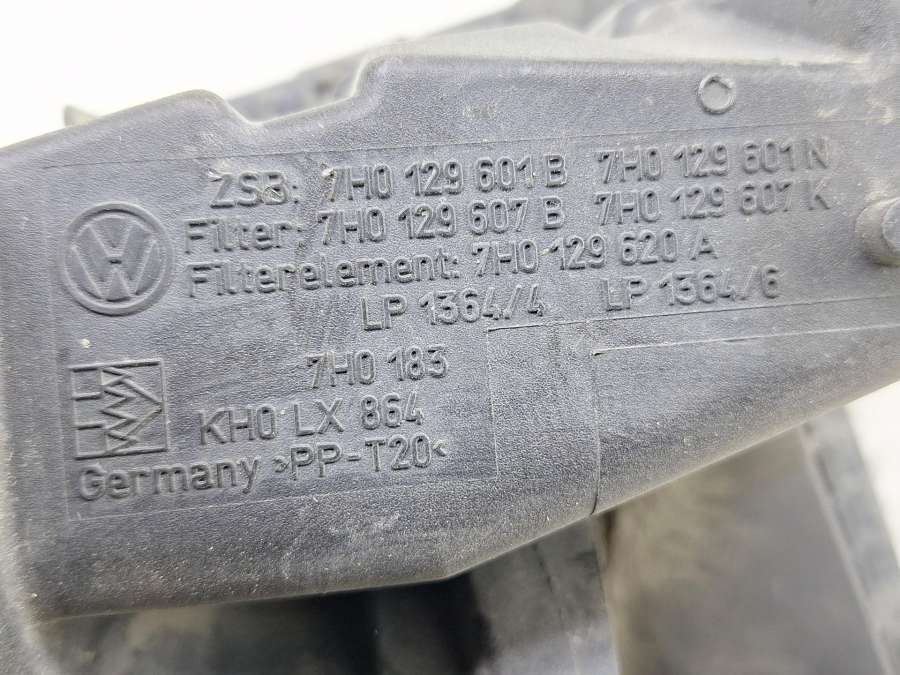 ZSB: 7H0 129 601 B 7H0 129 601 N
Filter: 7H0 129 607 B 7H0 129 607 K
Filterelement: 7H0 129 620 A
LP 1364/4 LP 1364/6
7H0 183
KH0 LX 864
Germany >PP-T20<